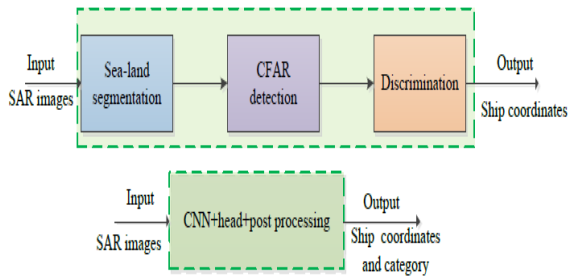 Input
SAR images
Sea-land
segmentation
CFAR
detection
Discrimination
Output
Ship coordinates
Input
SAR images
CNN+head+post processing
Output
Ship coordinates
and category